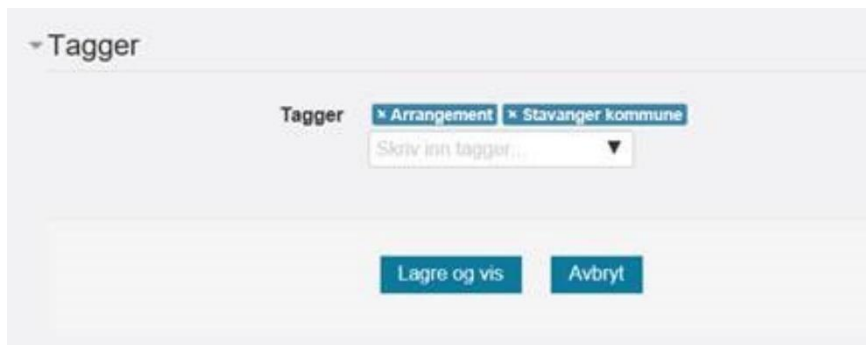 Tagger
Tagger × Arrangement × Stavanger kommune
Skriv inn tagger... ▼
Lagre og vis Avbryt